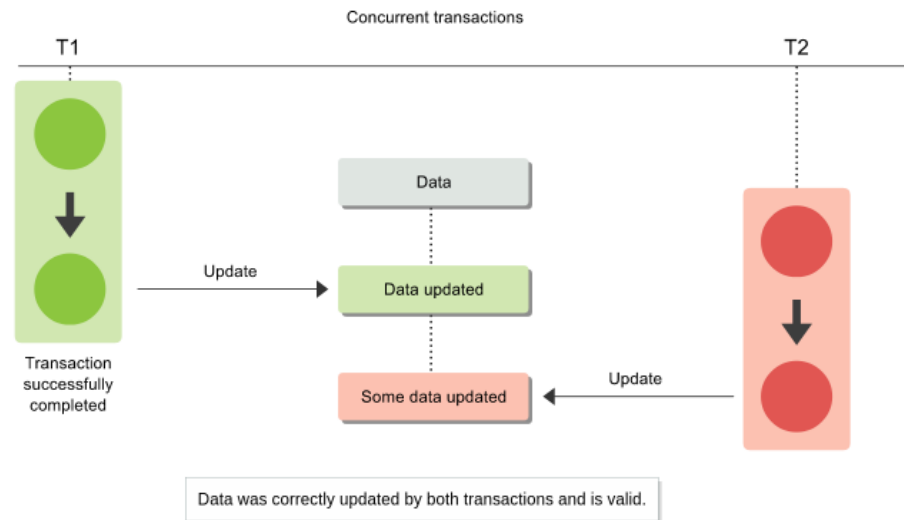 Concurrent transactions
T1
T2
Data
Update
Data updated
Transaction
successfully
completed
Update
Some data updated
Data was correctly updated by both transactions and is valid.